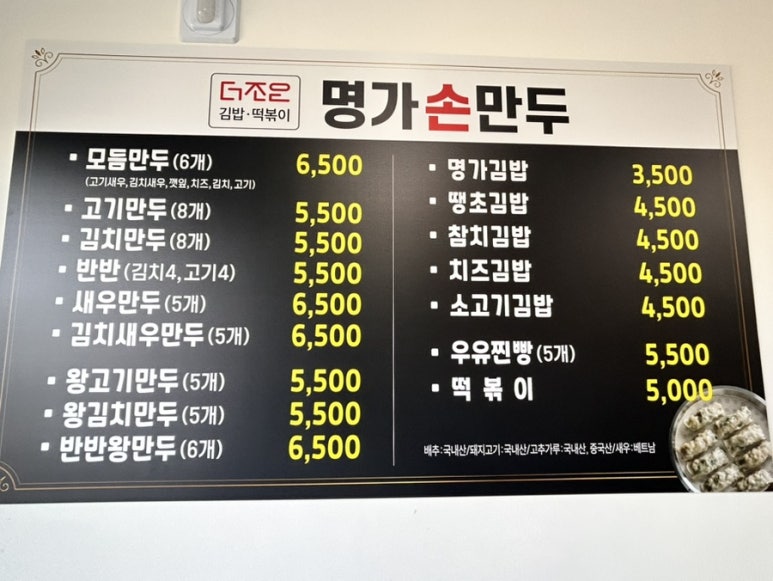 더조은
김밥·떡볶이
명가손만두
▪ 모듬만두(6개) 6,500
(고기새우,김치새우,깻잎,치즈,김치,고기)
▪ 고기만두(8개) 5,500
▪ 김치만두(8개) 5,500
▪ 반반(김치4,고기4) 5,500
▪ 새우만두(5개) 6,500
▪ 김치새우만두(5개) 6,500
▪ 왕고기만두(5개) 5,500
▪ 왕김치만두(5개) 5,500
▪ 반반왕만두(6개) 6,500
▪ 명가김밥 3,500
▪ 땡초김밥 4,500
▪ 참치김밥 4,500
▪ 치즈김밥 4,500
▪ 소고기김밥 4,500
▪ 우유찐빵(5개) 5,500
▪ 떡 볶 이 5,000
배추:국내산/돼지고기:국내산/고추가루:국내산, 중국산/새우:베트남